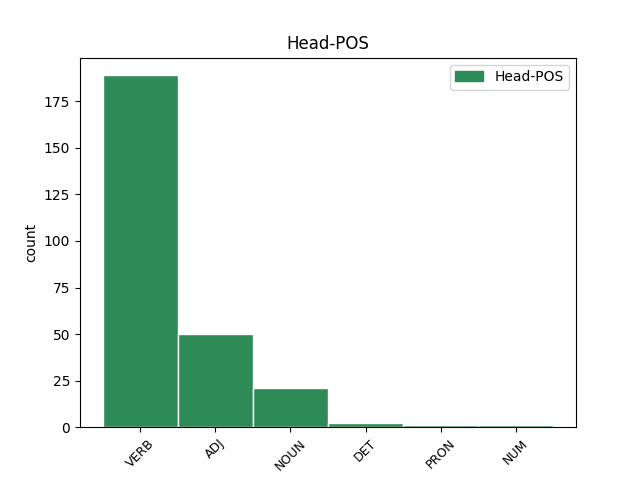 Head-POS
Head-POS
175
150
125
100
75
50
25
0
count
VERB
ADJ
NOUN
DET
PRON
NUM